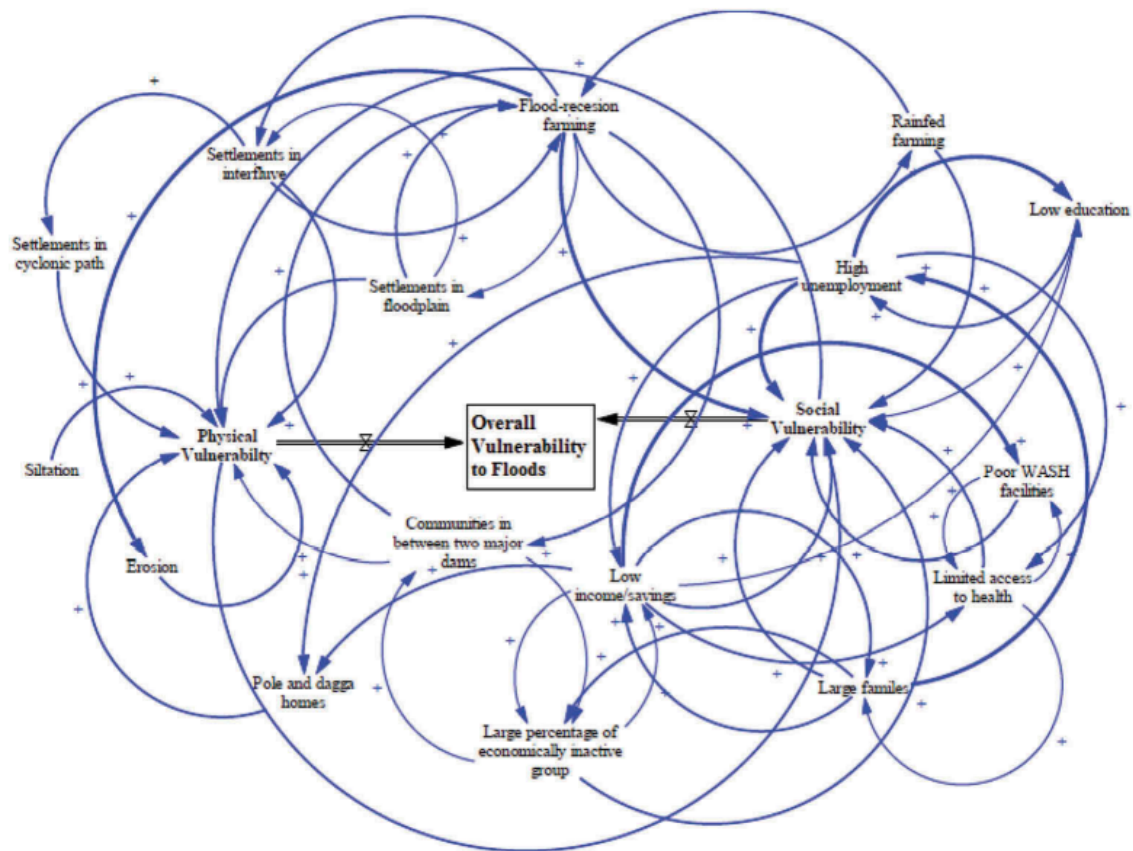 Flood-recesion
farming
Rainfed
farming
Settlements in
interfluve
Low education
Settlements in
cyclonic path
Settlements in
floodplain
High
unemployment
Physical
Vulnerabilty
Overall
Vulnerability
to Floods
Social
Vulnerability
Siltation
Poor WASH
facilities
Communities in
between two major
dams
Erosion
Low
income/savings
Limited access
to health
Pole and dagga
homes
Large familes
Large percentage of
economically inactive
group